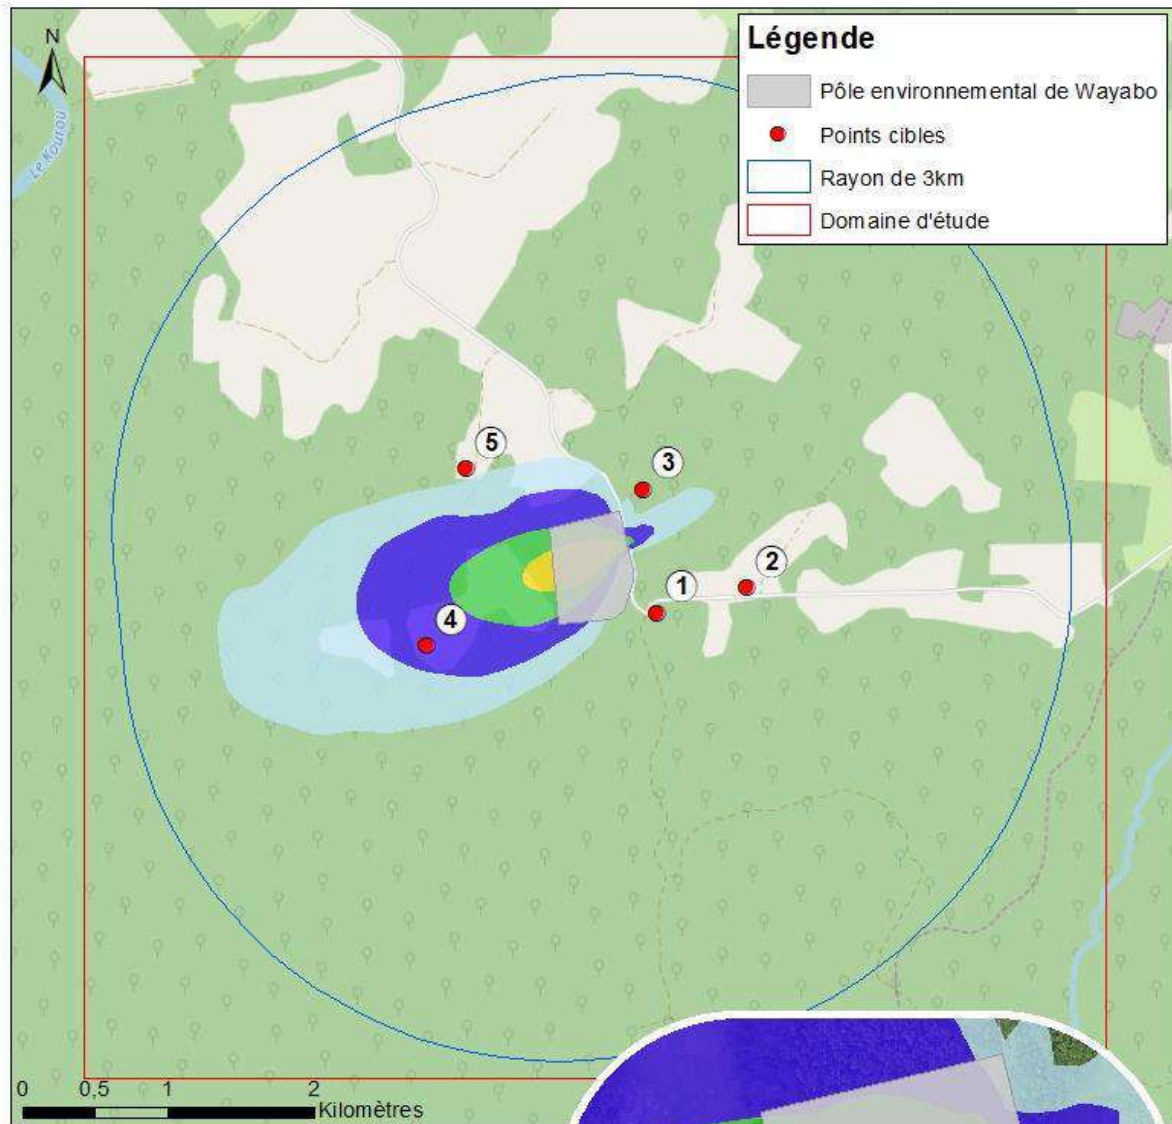 Légende
Pôle environnemental de Wayabo
Points cibles
Rayon de 3km
Domaine d'étude
N
Le Kourou
5
3
2
1
4
0 0,5 1 2
Kilomètres